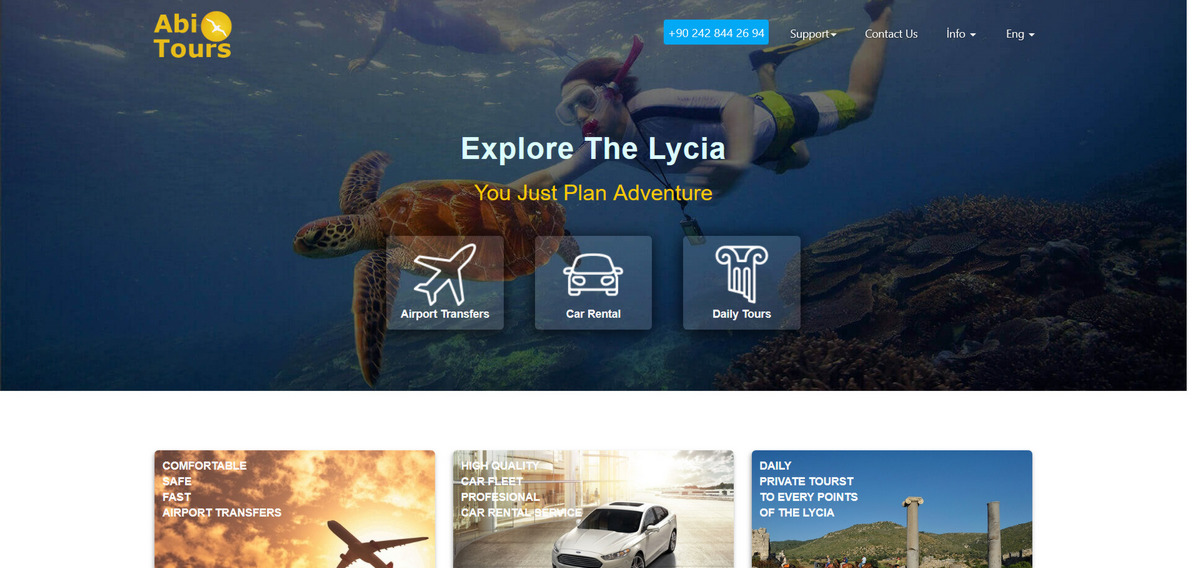 Abi
Tours
+90 242 844 26 94
Support
Contact Us
İnfo
Eng
Explore The Lycia
You Just Plan Adventure
Airport Transfers
Car Rental
Daily Tours
COMFORTABLE
SAFE
FAST
AIRPORT TRANSFERS
HIGH QUALITY
CAR FLEET
PROFESIONAL
CAR RENTAL SERVICE
DAILY
PRIVATE TOURST
TO EVERY POINTS
OF THE LYCIA